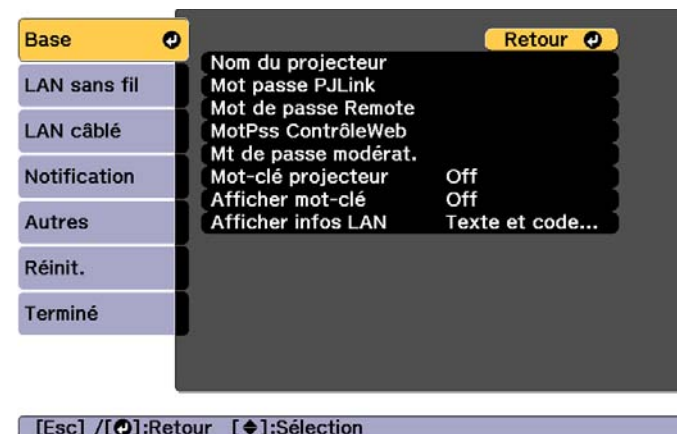 Base
LAN sans fil
LAN câblé
Notification
Autres
Réinit.
Terminé
Retour
Nom du projecteur
Mot passe PJLink
Mot de passe Remote
MotPss ContrôleWeb
Mt de passe modérat.
Mot-clé projecteur Off
Afficher mot-clé Off
Afficher infos LAN Texte et code...
[Esc] /[]:Retour []:Sélection